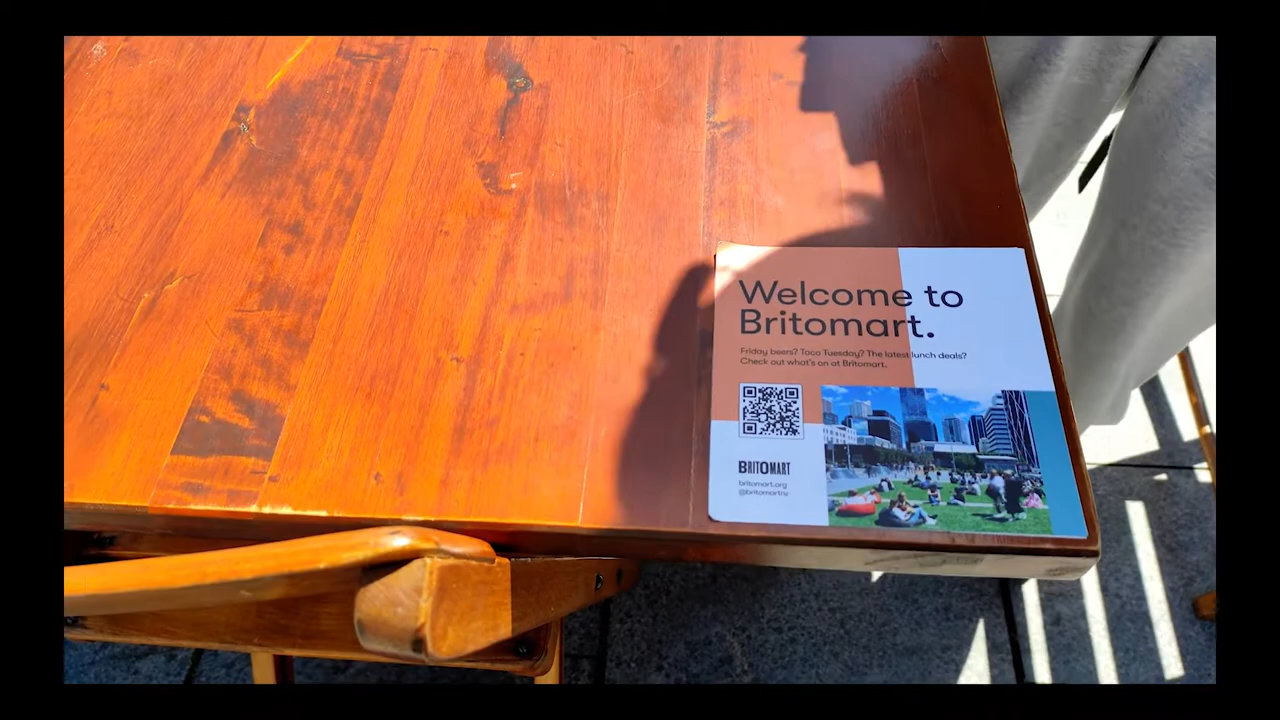 Welcome to
Britomart.
Friday beers? Taco Tuesday? The latest lunch deals?
Check out what's on at Britomart.
BRITOMART
britomart.org
@britomartnz